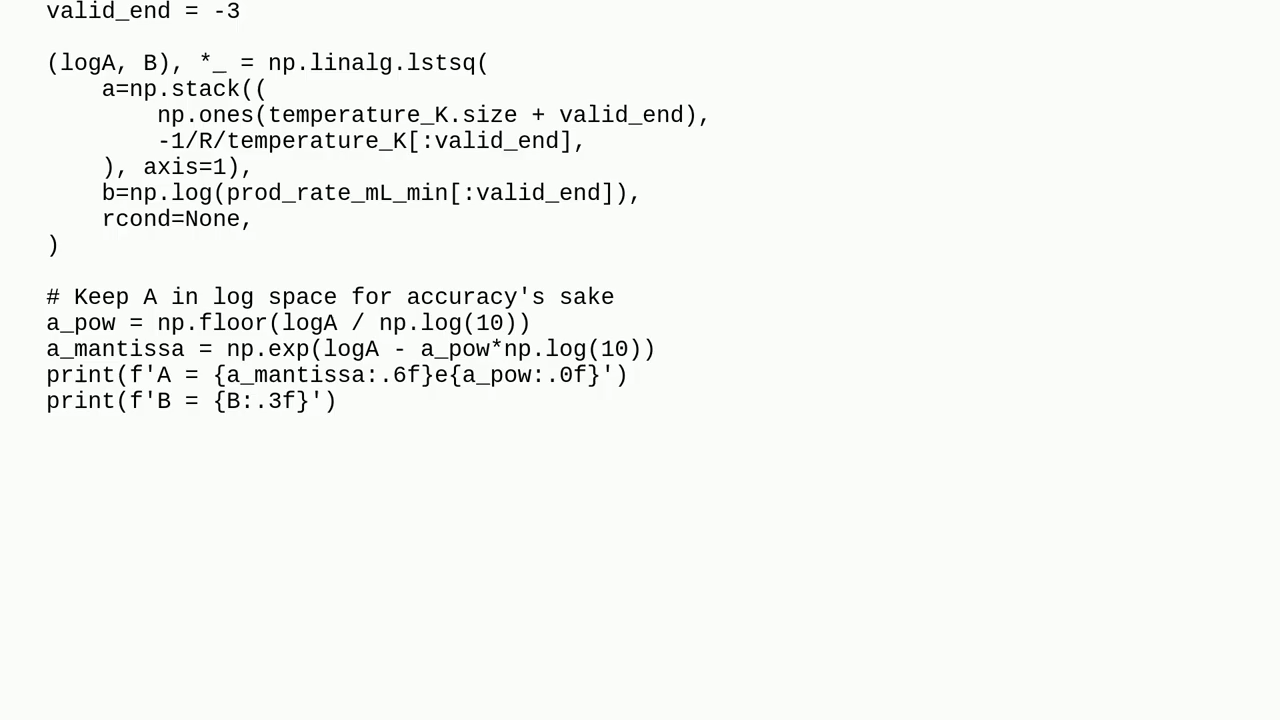 valid_end = -3

(logA, B), *_ = np.linalg.lstsq(
    a=np.stack((
        np.ones(temperature_K.size + valid_end),
        -1/R/temperature_K[:valid_end],
    ), axis=1),
    b=np.log(prod_rate_mL_min[:valid_end]),
    rcond=None,
)

# Keep A in log space for accuracy's sake
a_pow = np.floor(logA / np.log(10))
a_mantissa = np.exp(logA - a_pow*np.log(10))
print(f'A = {a_mantissa:.6f}e{a_pow:.0f}')
print(f'B = {B:.3f}')